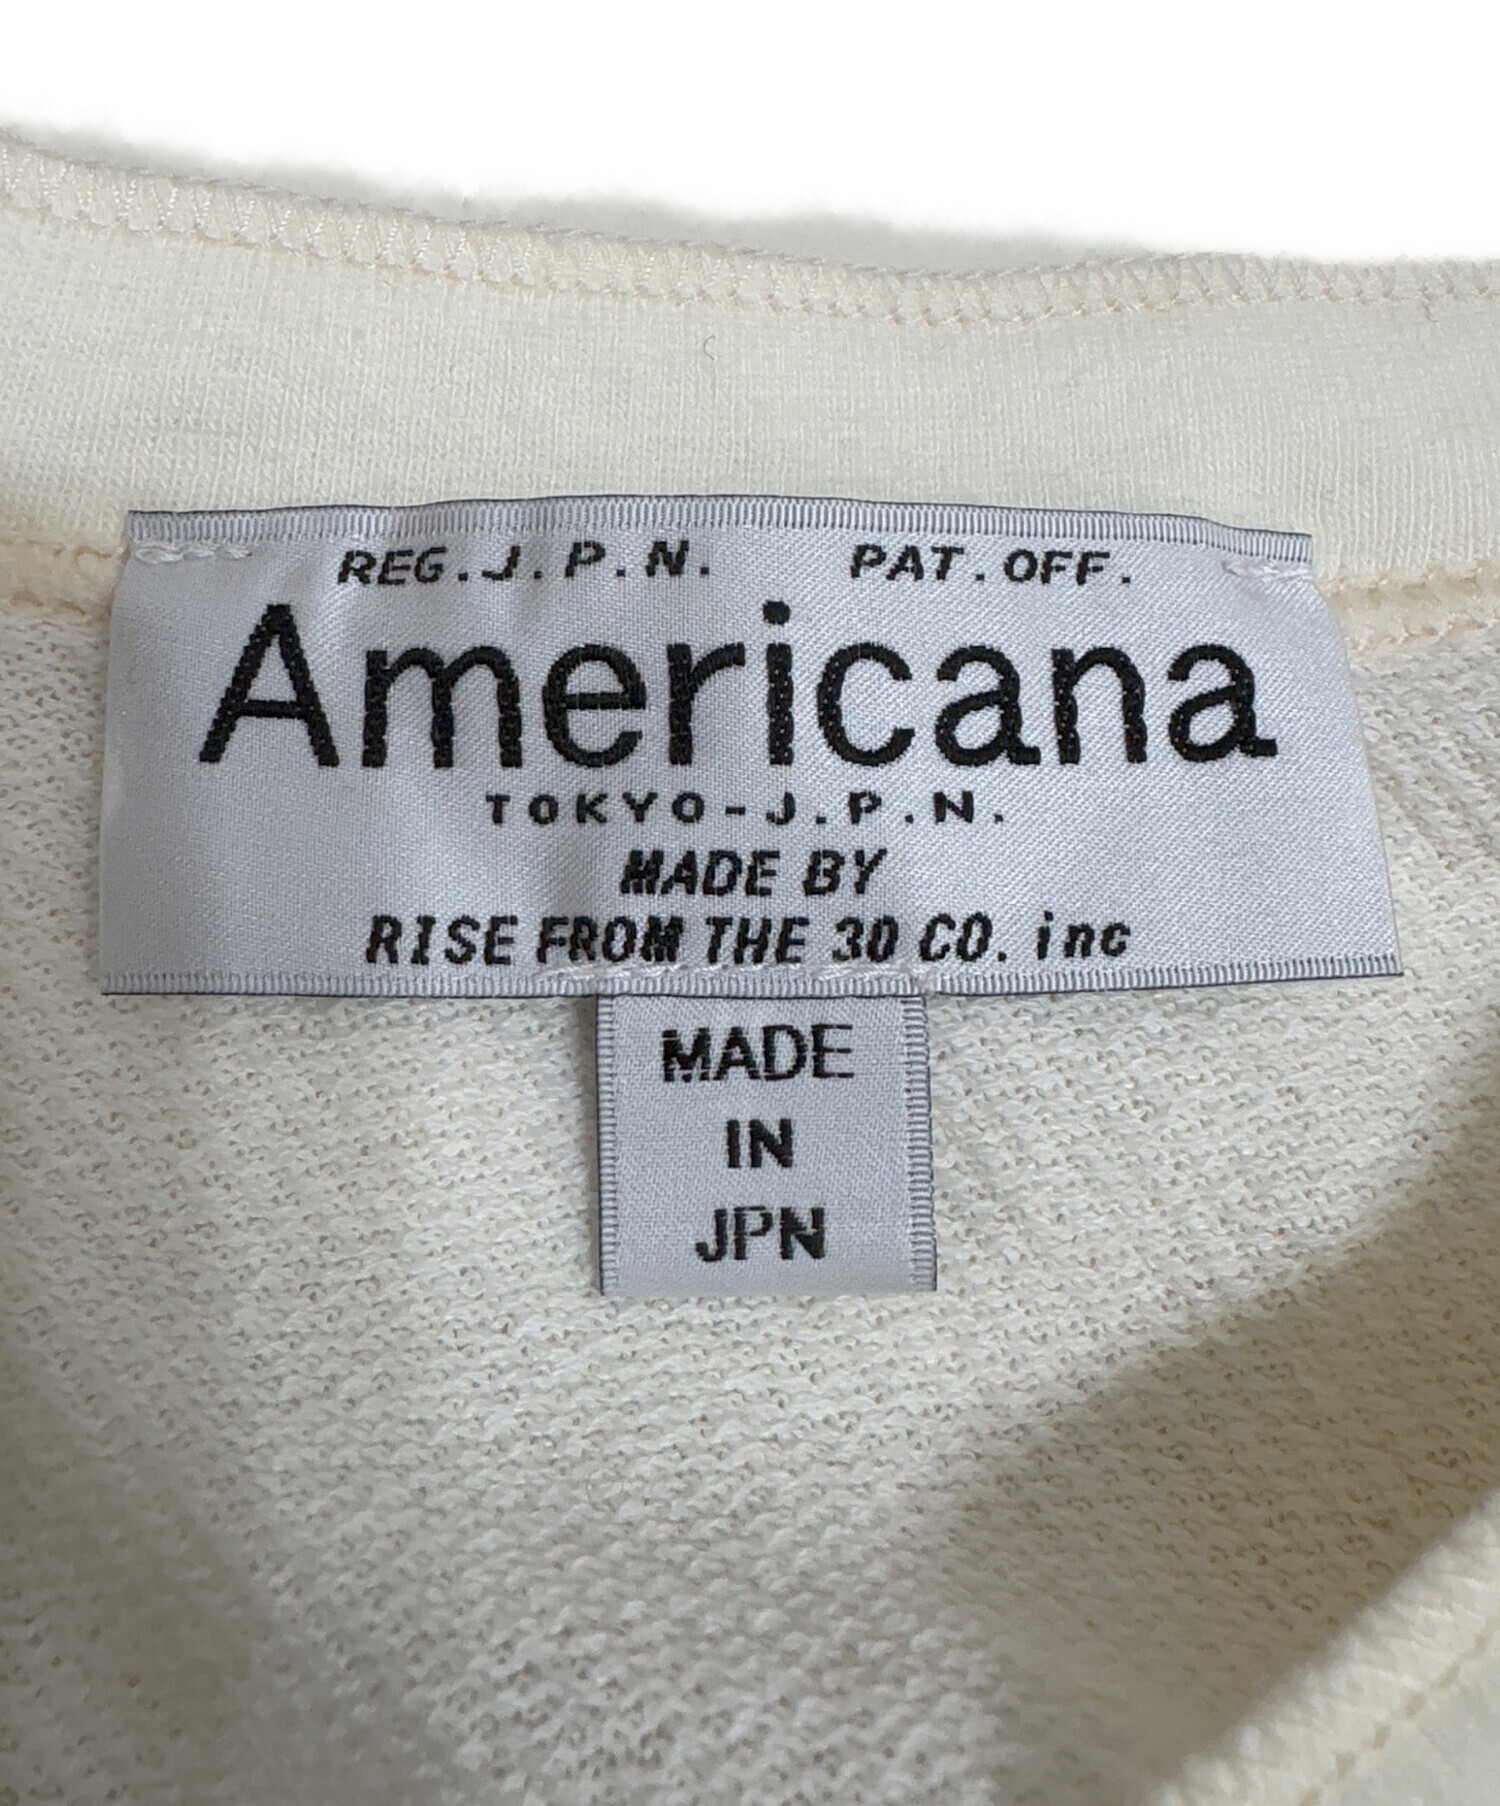 REG.J.P.N. PAT.OFF.
Americana
TOKYO-J.P.N.
MADE BY
RISE FROM THE 30 CO. inc
MADE
IN
JPN